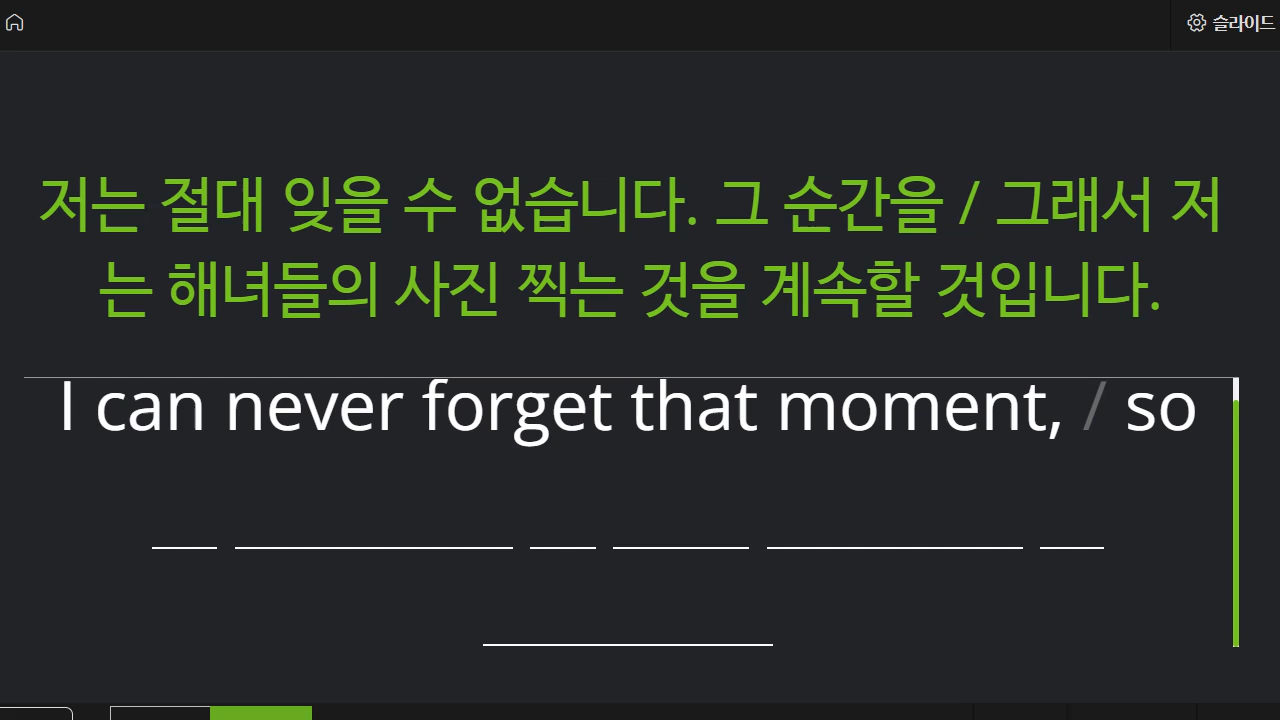 슬라이드
저는 절대 잊을 수 없습니다. 그 순간을 / 그래서 저
는 해녀들의 사진 찍는 것을 계속할 것입니다.
I can never forget that moment, / so